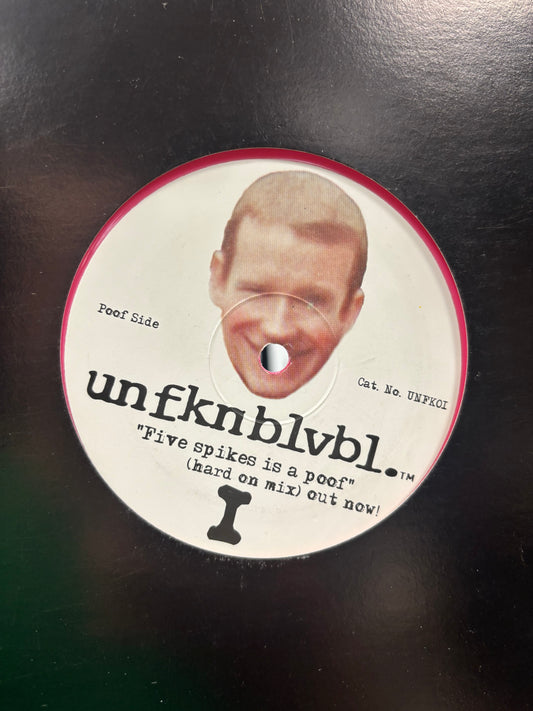 Poof Side
Cat. No. UNFK01
unfknblvbl.™
"Five spikes is a poof"
(hard on mix) out now!
I